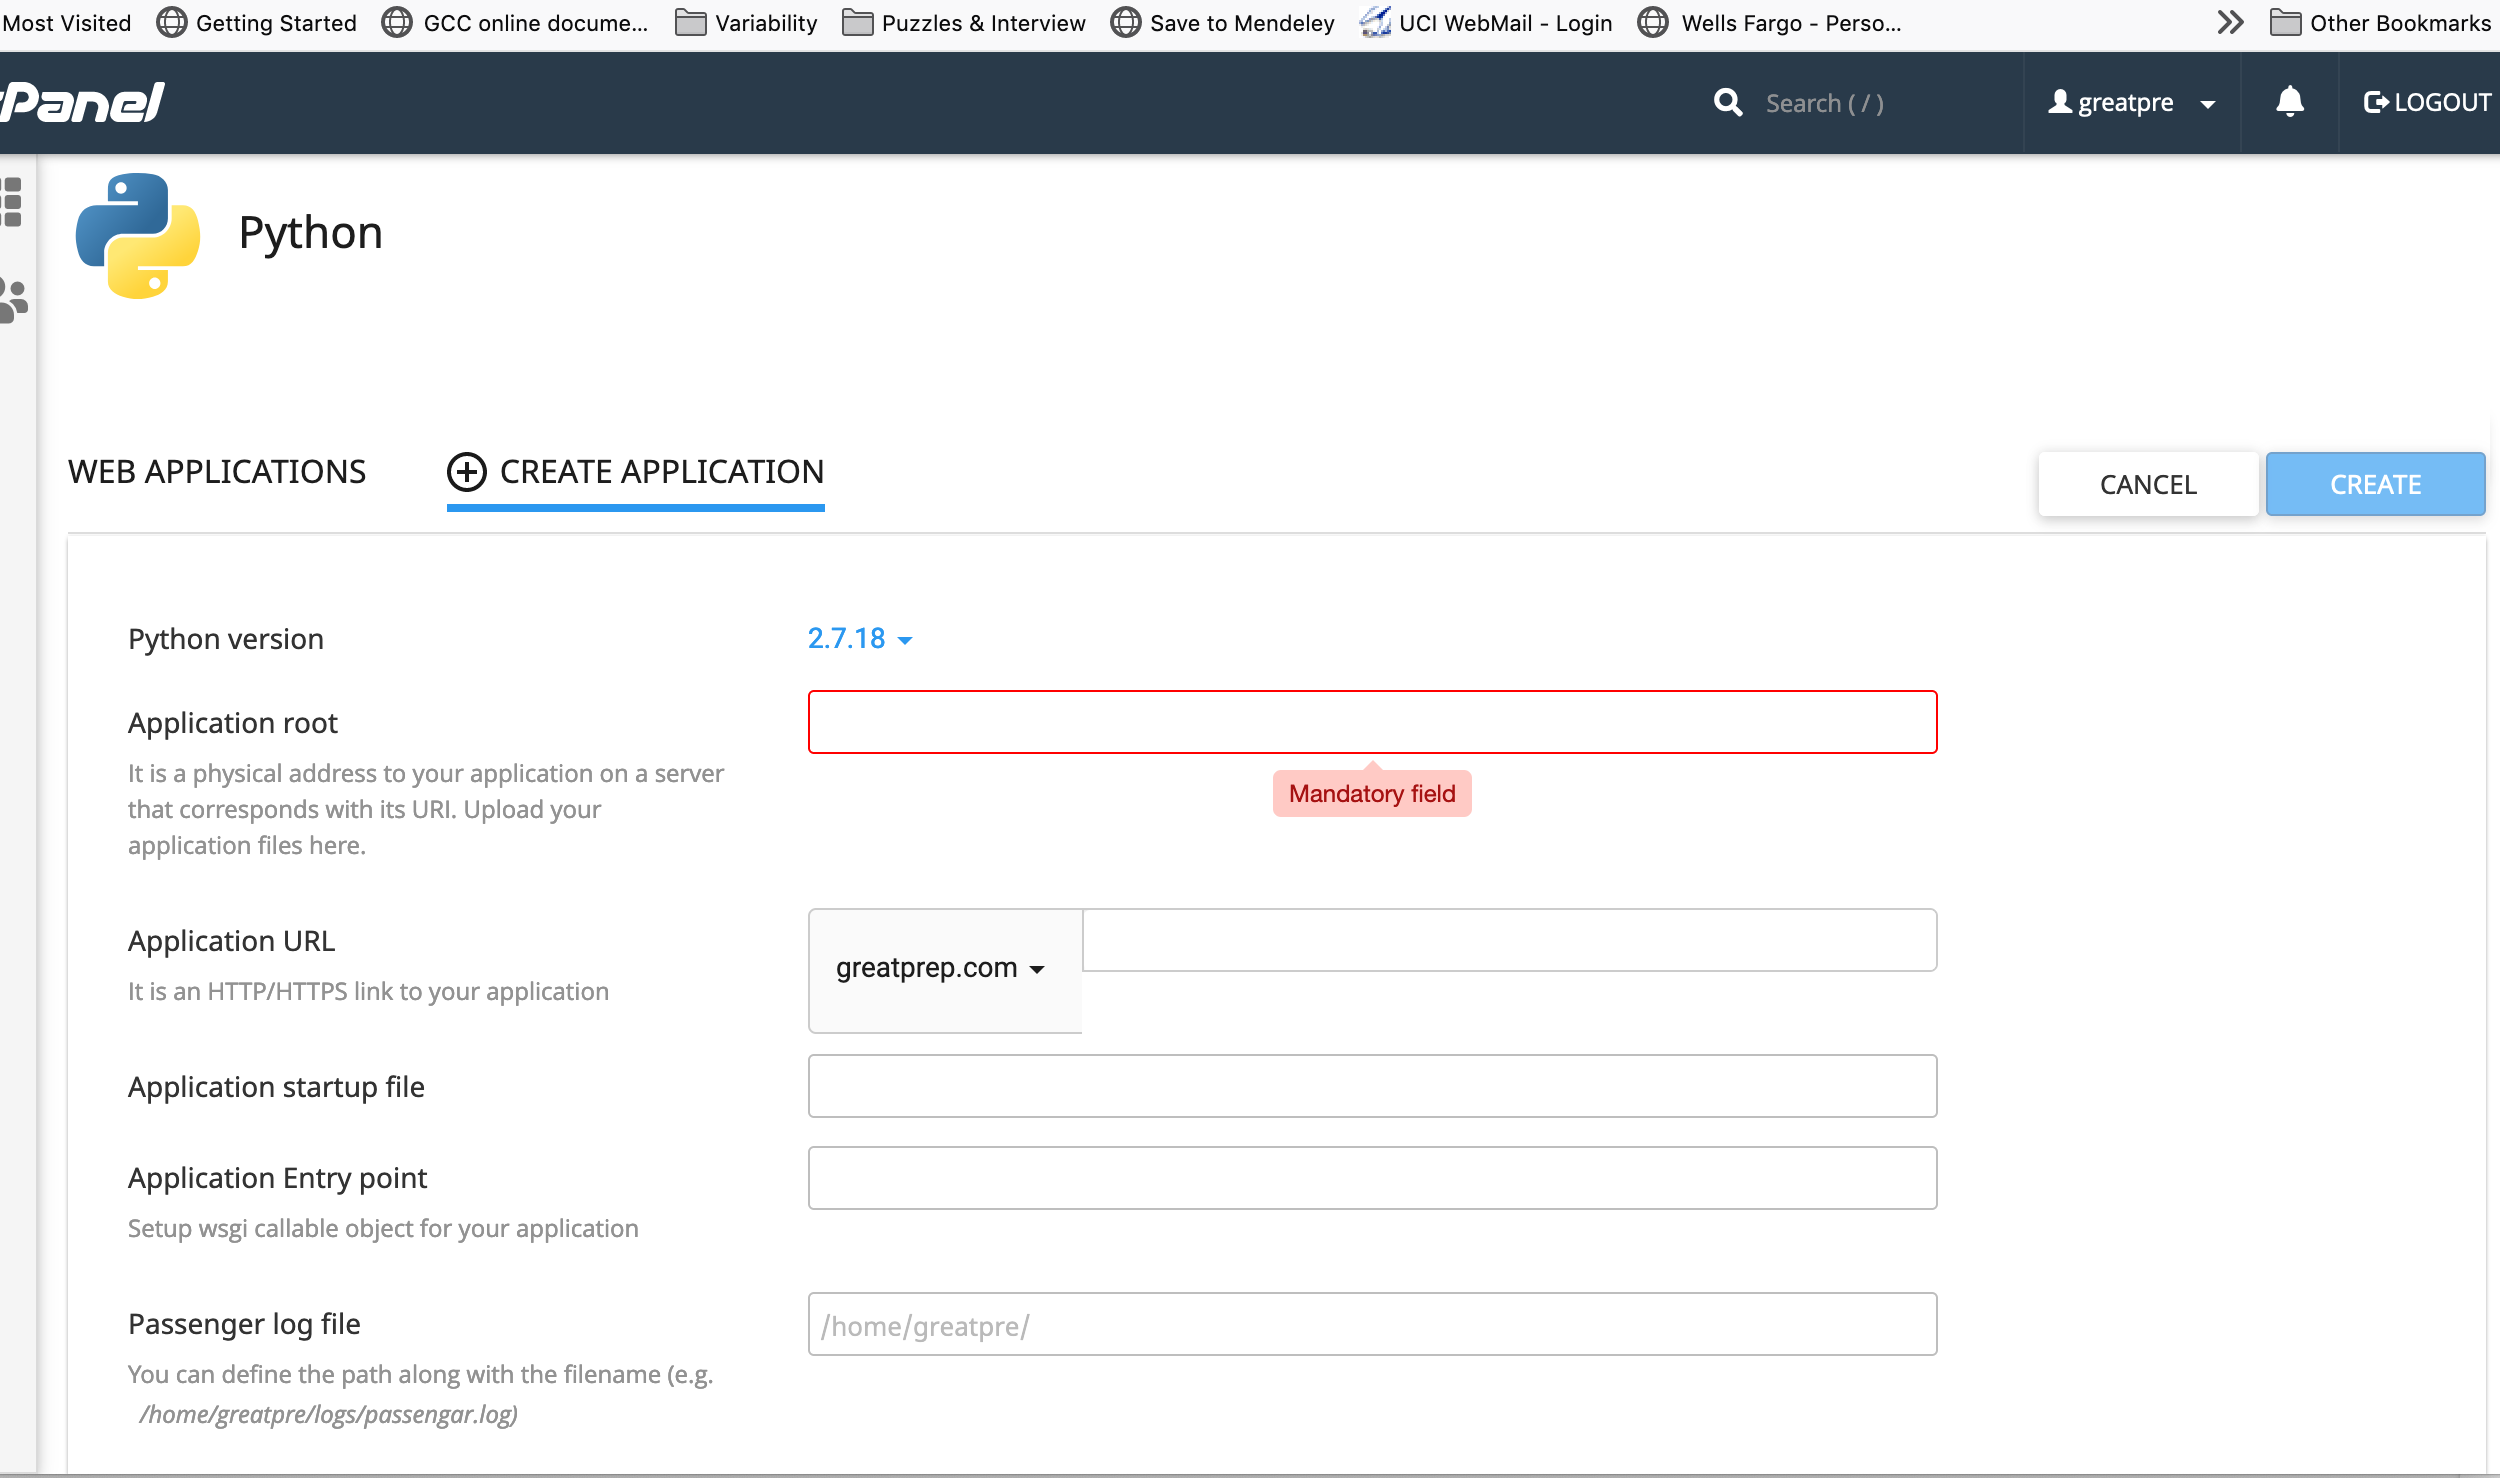 Most Visited Getting Started GCC online docume... Variability Puzzles & Interview Save to Mendeley UCI WebMail - Login Wells Fargo - Perso... Other Bookmarks
Panel Search ( / ) greatpre LOGOUT
Python
WEB APPLICATIONS CREATE APPLICATION CANCEL CREATE
Python version 2.7.18
Application root
Mandatory field
It is a physical address to your application on a server
that corresponds with its URI. Upload your
application files here.
Application URL
greatprep.com
It is an HTTP/HTTPS link to your application
Application startup file
Application Entry point
Setup wsgi callable object for your application
Passenger log file /home/greatpre/
You can define the path along with the filename (e.g.
/home/greatpre/logs/passengar.log)